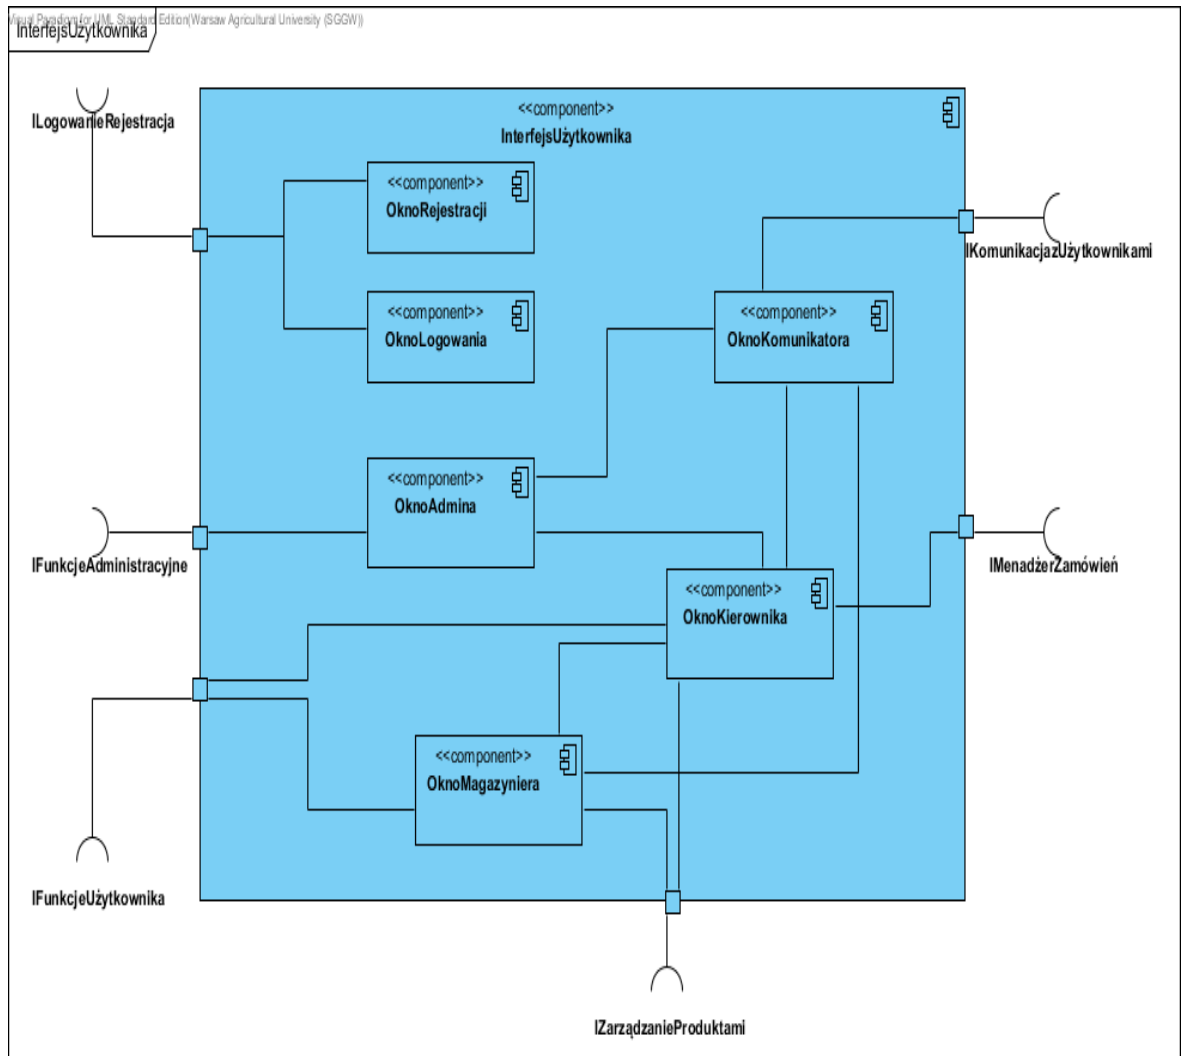 Visual Paradigm for UML Standard Edition(Warsaw Agricultural University (SGGW))
InterfejsUżytkownika
ILogowanieRejestracja
<<component>>
InterfejsUżytkownika
<<component>>
OknoRejestracji
IKomunikacjazUżytkownikami
<<component>>
OknoLogowania
<<component>>
OknoKomunikatora
<<component>>
OknoAdmina
IFunkcjeAdministracyjne
IMenadżerZamówień
<<component>>
OknoKierownika
<<component>>
OknoMagazyniera
IFunkcjeUżytkownika
IZarządzanieProduktami